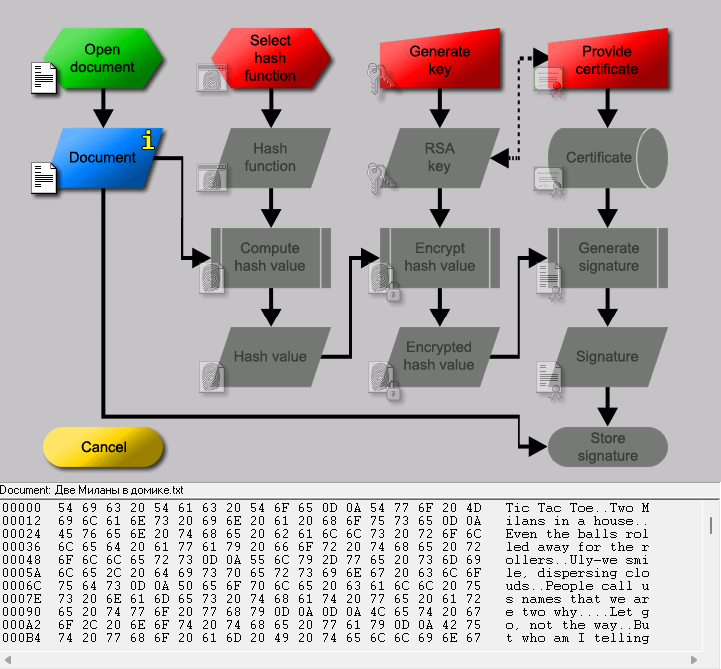 Open
document
Select
hash
function
Generate
key
Provide
certificate
Document
i
Hash
function
RSA
key
Certificate
Compute
hash value
Encrypt
hash value
Generate
signature
Hash value
Encrypted
hash value
Signature
Cancel
Store
signature
Document: Две Миланы в домике.txt
00000 54 69 63 20 54 61 63 20 54 6F 65 0D 0A 54 77 6F 20 4D Tic Tac Toe..Two M
00012 69 6C 61 6E 73 20 69 6E 20 61 20 68 6F 75 73 65 0D 0A ilans in a house..
00024 45 76 65 6E 20 74 68 65 20 62 61 6C 6C 73 20 72 6F 6C Even the balls rol
00036 6C 65 64 20 61 77 61 79 20 66 6F 72 20 74 68 65 20 72 led away for the r
00048 6F 6C 6C 65 72 73 0D 0A 55 6C 79 2D 77 65 20 73 6D 69 ollers..Uly-we smi
0005A 6C 65 2C 20 64 69 73 70 65 72 73 69 6E 67 20 63 6C 6F le, dispersing clo
0006C 75 64 73 0D 0A 50 65 6F 70 6C 65 20 63 61 6C 6C 20 75 uds..People call u
0007E 73 20 6E 61 6D 65 73 20 74 68 61 74 20 77 65 20 61 72 s names that we ar
00090 65 20 74 77 6F 20 77 68 79 0D 0A 0D 0A 4C 65 74 20 67 e two why....Let g
000A2 6F 2C 20 6E 6F 74 20 74 68 65 20 77 61 79 0D 0A 42 75 o, not the way..Bu
000B4 74 20 77 68 6F 20 61 6D 20 49 20 74 65 6C 6C 69 6E 67 t who am I telling